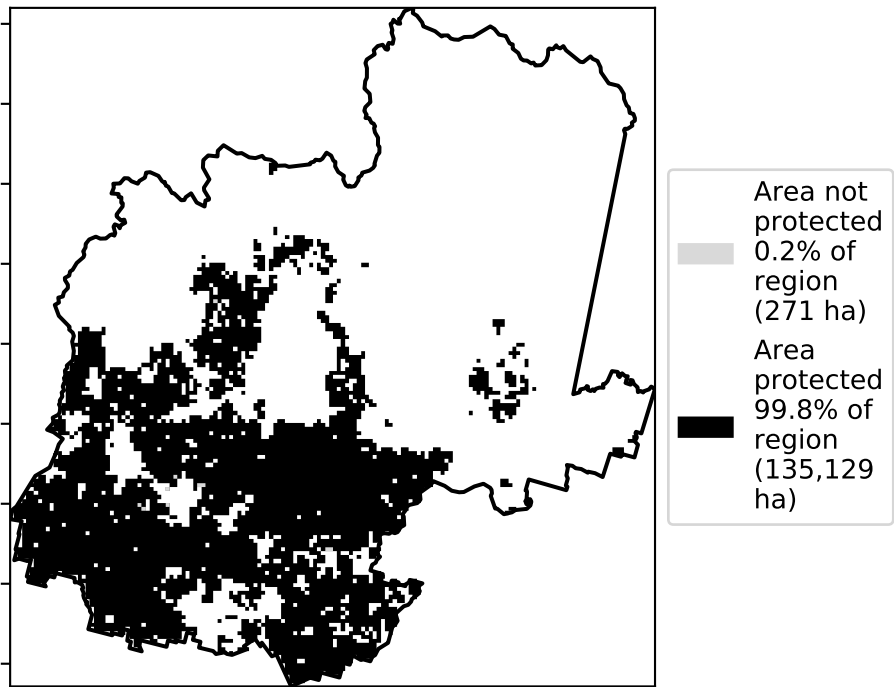 Area not
protected
0.2% of
region
(271 ha)
Area
protected
99.8% of
region
(135,129
ha)